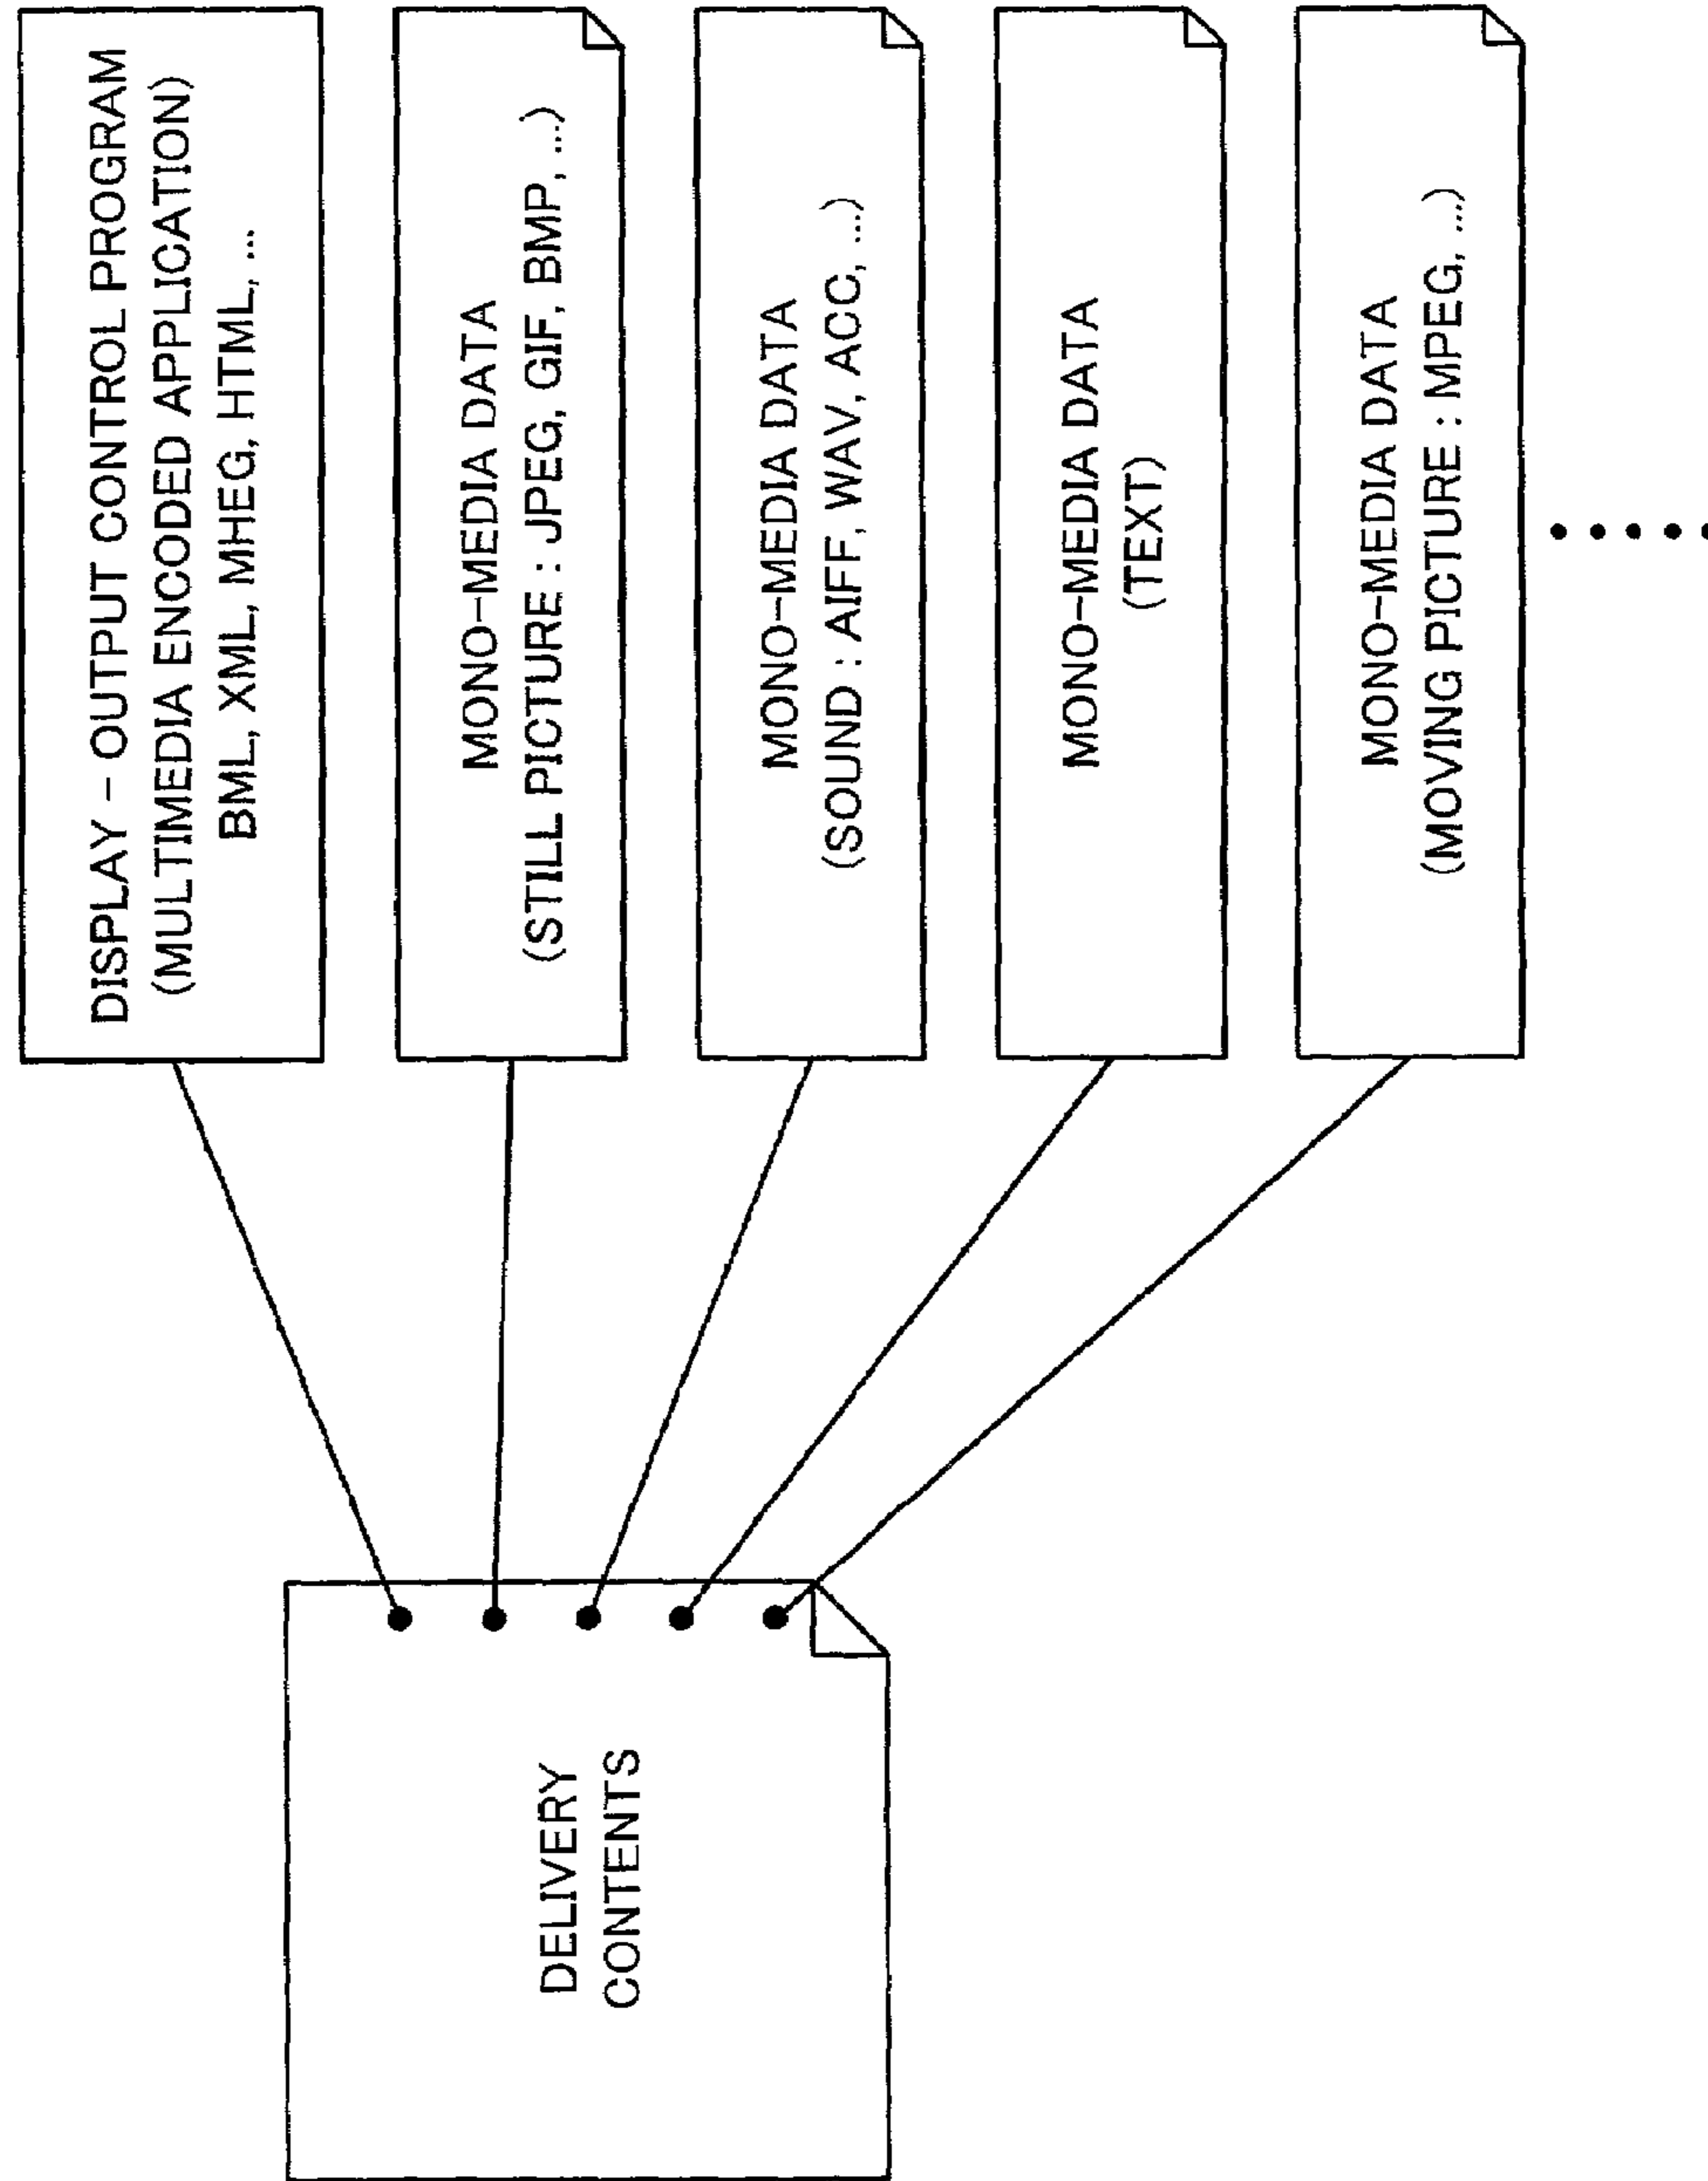 DISPLAY – OUTPUT CONTROL PROGRAM
(MULTIMEDIA ENCODED APPLICATION)
BML, XML, MHEG, HTML, ...
MONO–MEDIA DATA
(STILL PICTURE : JPEG, GIF, BMP, ...)
MONO–MEDIA DATA
(SOUND : AIFF, WAV, ACC, ...)
MONO–MEDIA DATA
(TEXT)
MONO–MEDIA DATA
(MOVING PICTURE : MPEG, ...)
DELIVERY
CONTENTS